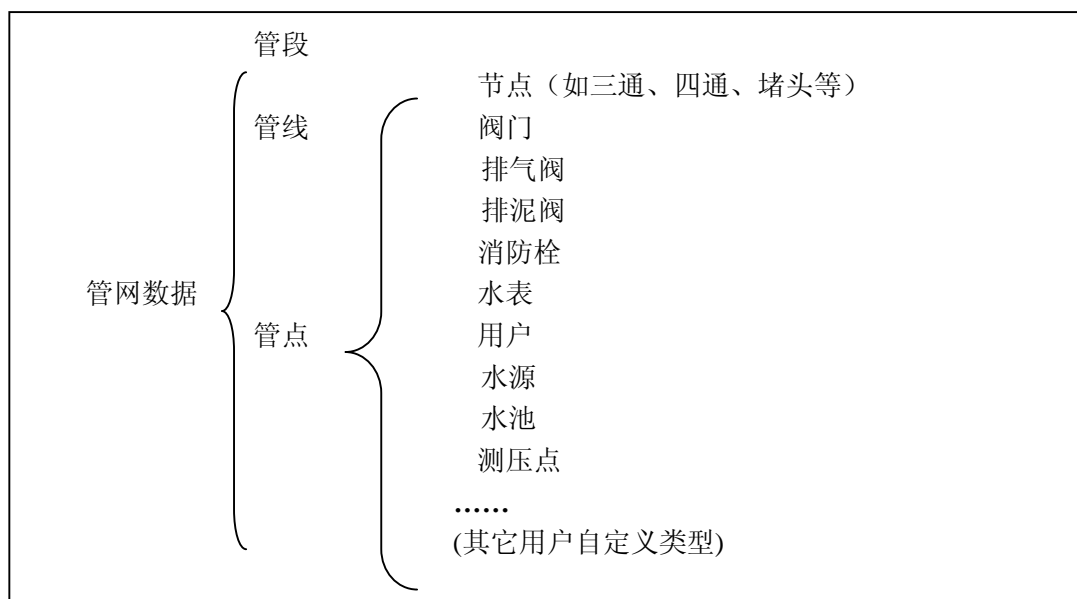 管段
节点（如三通、四通、堵头等）
管线
阀门
排气阀
排泥阀
消防栓
水表
管网数据
管点
用户
水源
水池
测压点
……
(其它用户自定义类型)